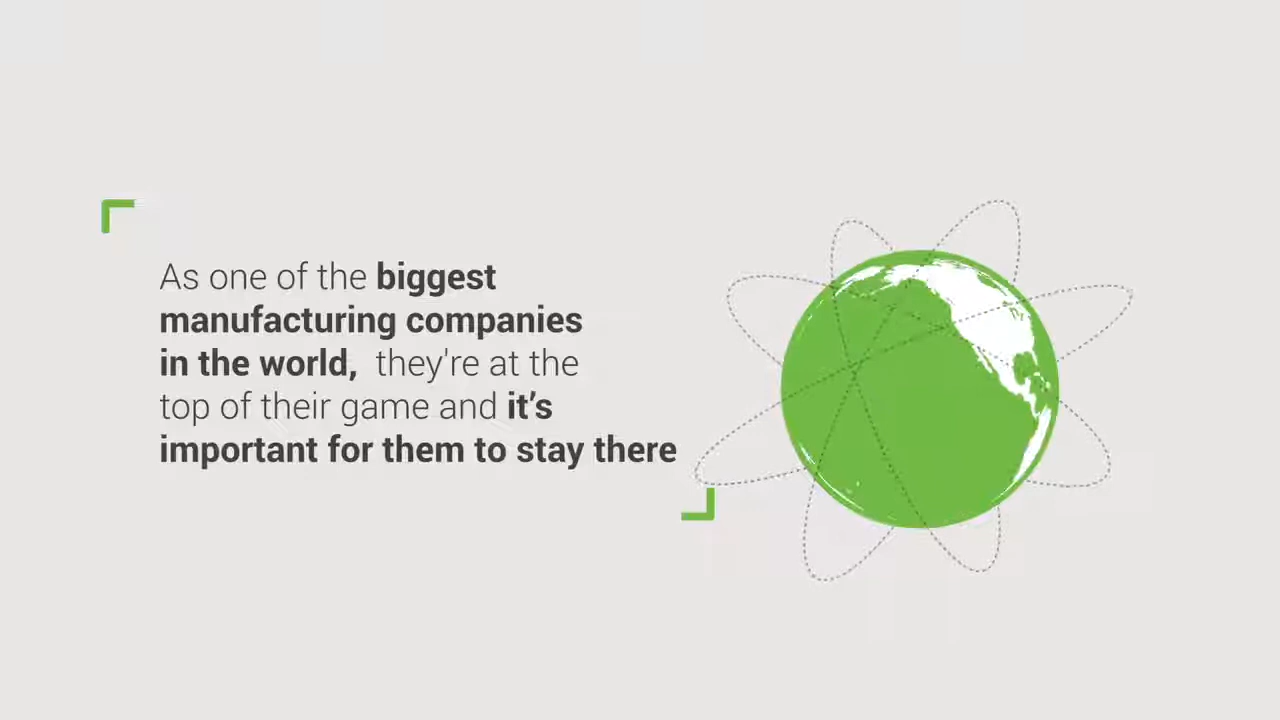 As one of the biggest
manufacturing companies
in the world, they're at the
top of their game and it’s
important for them to stay there